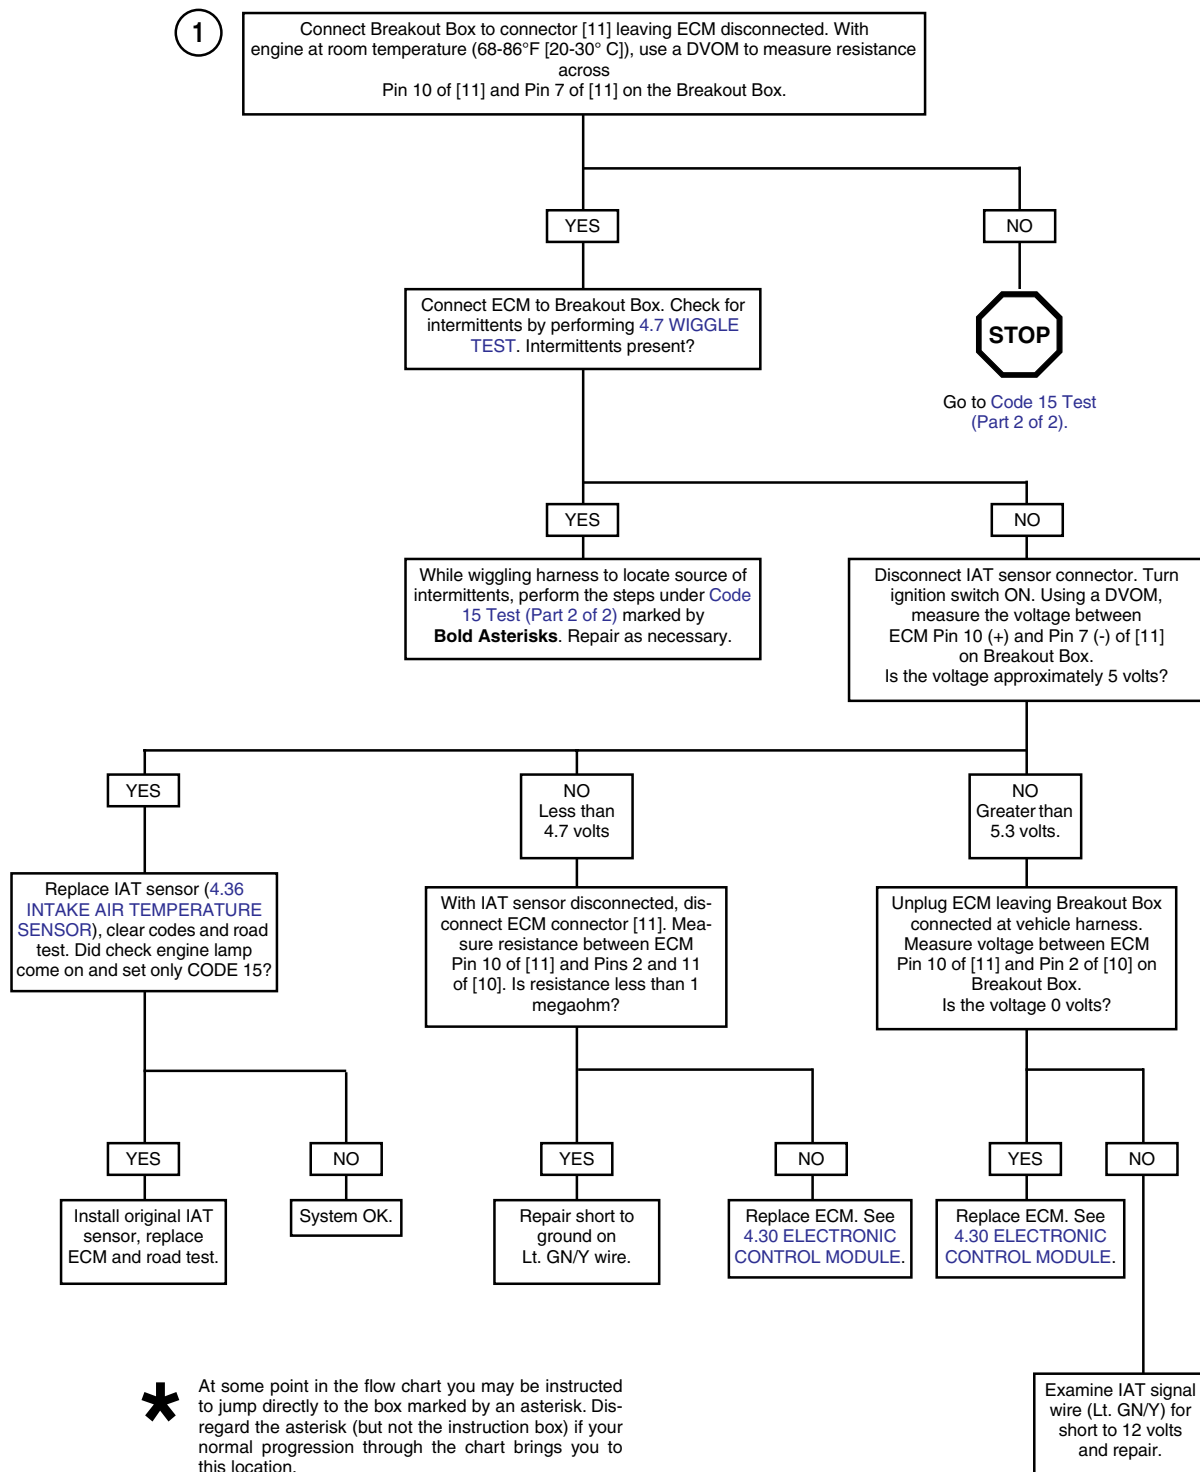 1
Connect Breakout Box to connector [11] leaving ECM disconnected. With
engine at room temperature (68-86°F [20-30° C]), use a DVOM to measure resistance
across
Pin 10 of [11] and Pin 7 of [11] on the Breakout Box.
YES
NO
Connect ECM to Breakout Box. Check for
intermittents by performing 4.7 WIGGLE
TEST. Intermittents present?
STOP
Go to Code 15 Test
(Part 2 of 2).
YES
NO
While wiggling harness to locate source of
intermittents, perform the steps under Code
15 Test (Part 2 of 2) marked by
Bold Asterisks. Repair as necessary.
Disconnect IAT sensor connector. Turn
ignition switch ON. Using a DVOM,
measure the voltage between
ECM Pin 10 (+) and Pin 7 (-) of [11]
on Breakout Box.
Is the voltage approximately 5 volts?
YES
NO
Less than
4.7 volts
NO
Greater than
5.3 volts.
Replace IAT sensor (4.36
INTAKE AIR TEMPERATURE
SENSOR), clear codes and road
test. Did check engine lamp
come on and set only CODE 15?
With IAT sensor disconnected, dis-
connect ECM connector [11]. Mea-
sure resistance between ECM
Pin 10 of [11] and Pins 2 and 11
of [10]. Is resistance less than 1
megaohm?
Unplug ECM leaving Breakout Box
connected at vehicle harness.
Measure voltage between ECM
Pin 10 of [11] and Pin 2 of [10] on
Breakout Box.
Is the voltage 0 volts?
YES
NO
YES
NO
YES
NO
Install original IAT
sensor, replace
ECM and road test.
System OK.
Repair short to
ground on
Lt. GN/Y wire.
Replace ECM. See
4.30 ELECTRONIC
CONTROL MODULE.
Replace ECM. See
4.30 ELECTRONIC
CONTROL MODULE.
Examine IAT signal
wire (Lt. GN/Y) for
short to 12 volts
and repair.
* At some point in the flow chart you may be instructed
to jump directly to the box marked by an asterisk. Dis-
regard the asterisk (but not the instruction box) if your
normal progression through the chart brings you to
this location.